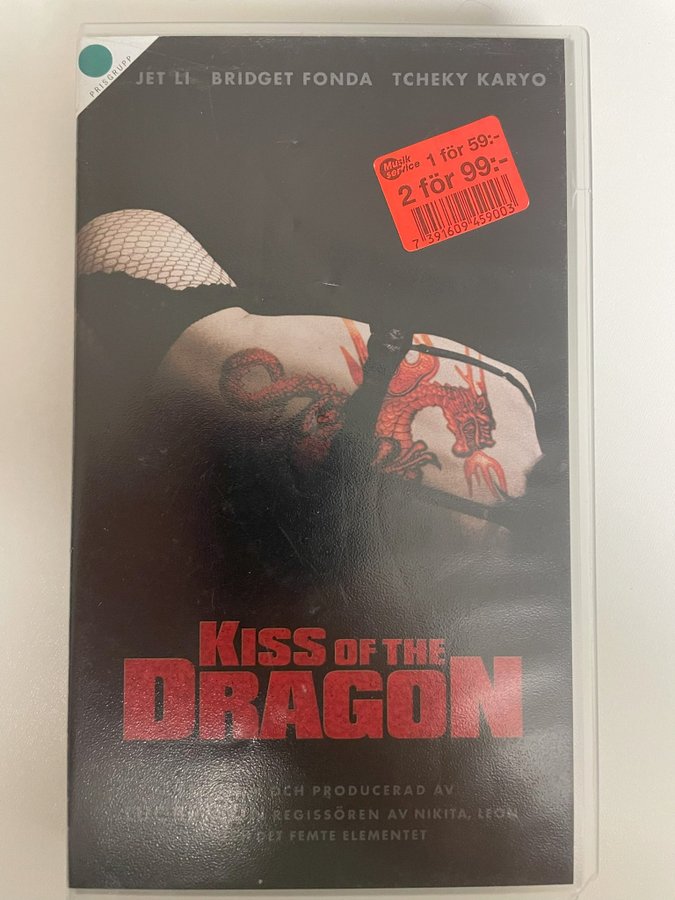 PRISGRUPP
JET LI BRIDGET FONDA TCHEKY KARYO
Musik service 1 för 59:-
2 för 99:-
7 391609 459003
KISS OF THE
DRAGON
OCH PRODUCERAD AV
REGISSÖREN AV NIKITA, LEON
DET FEMTE ELEMENTET